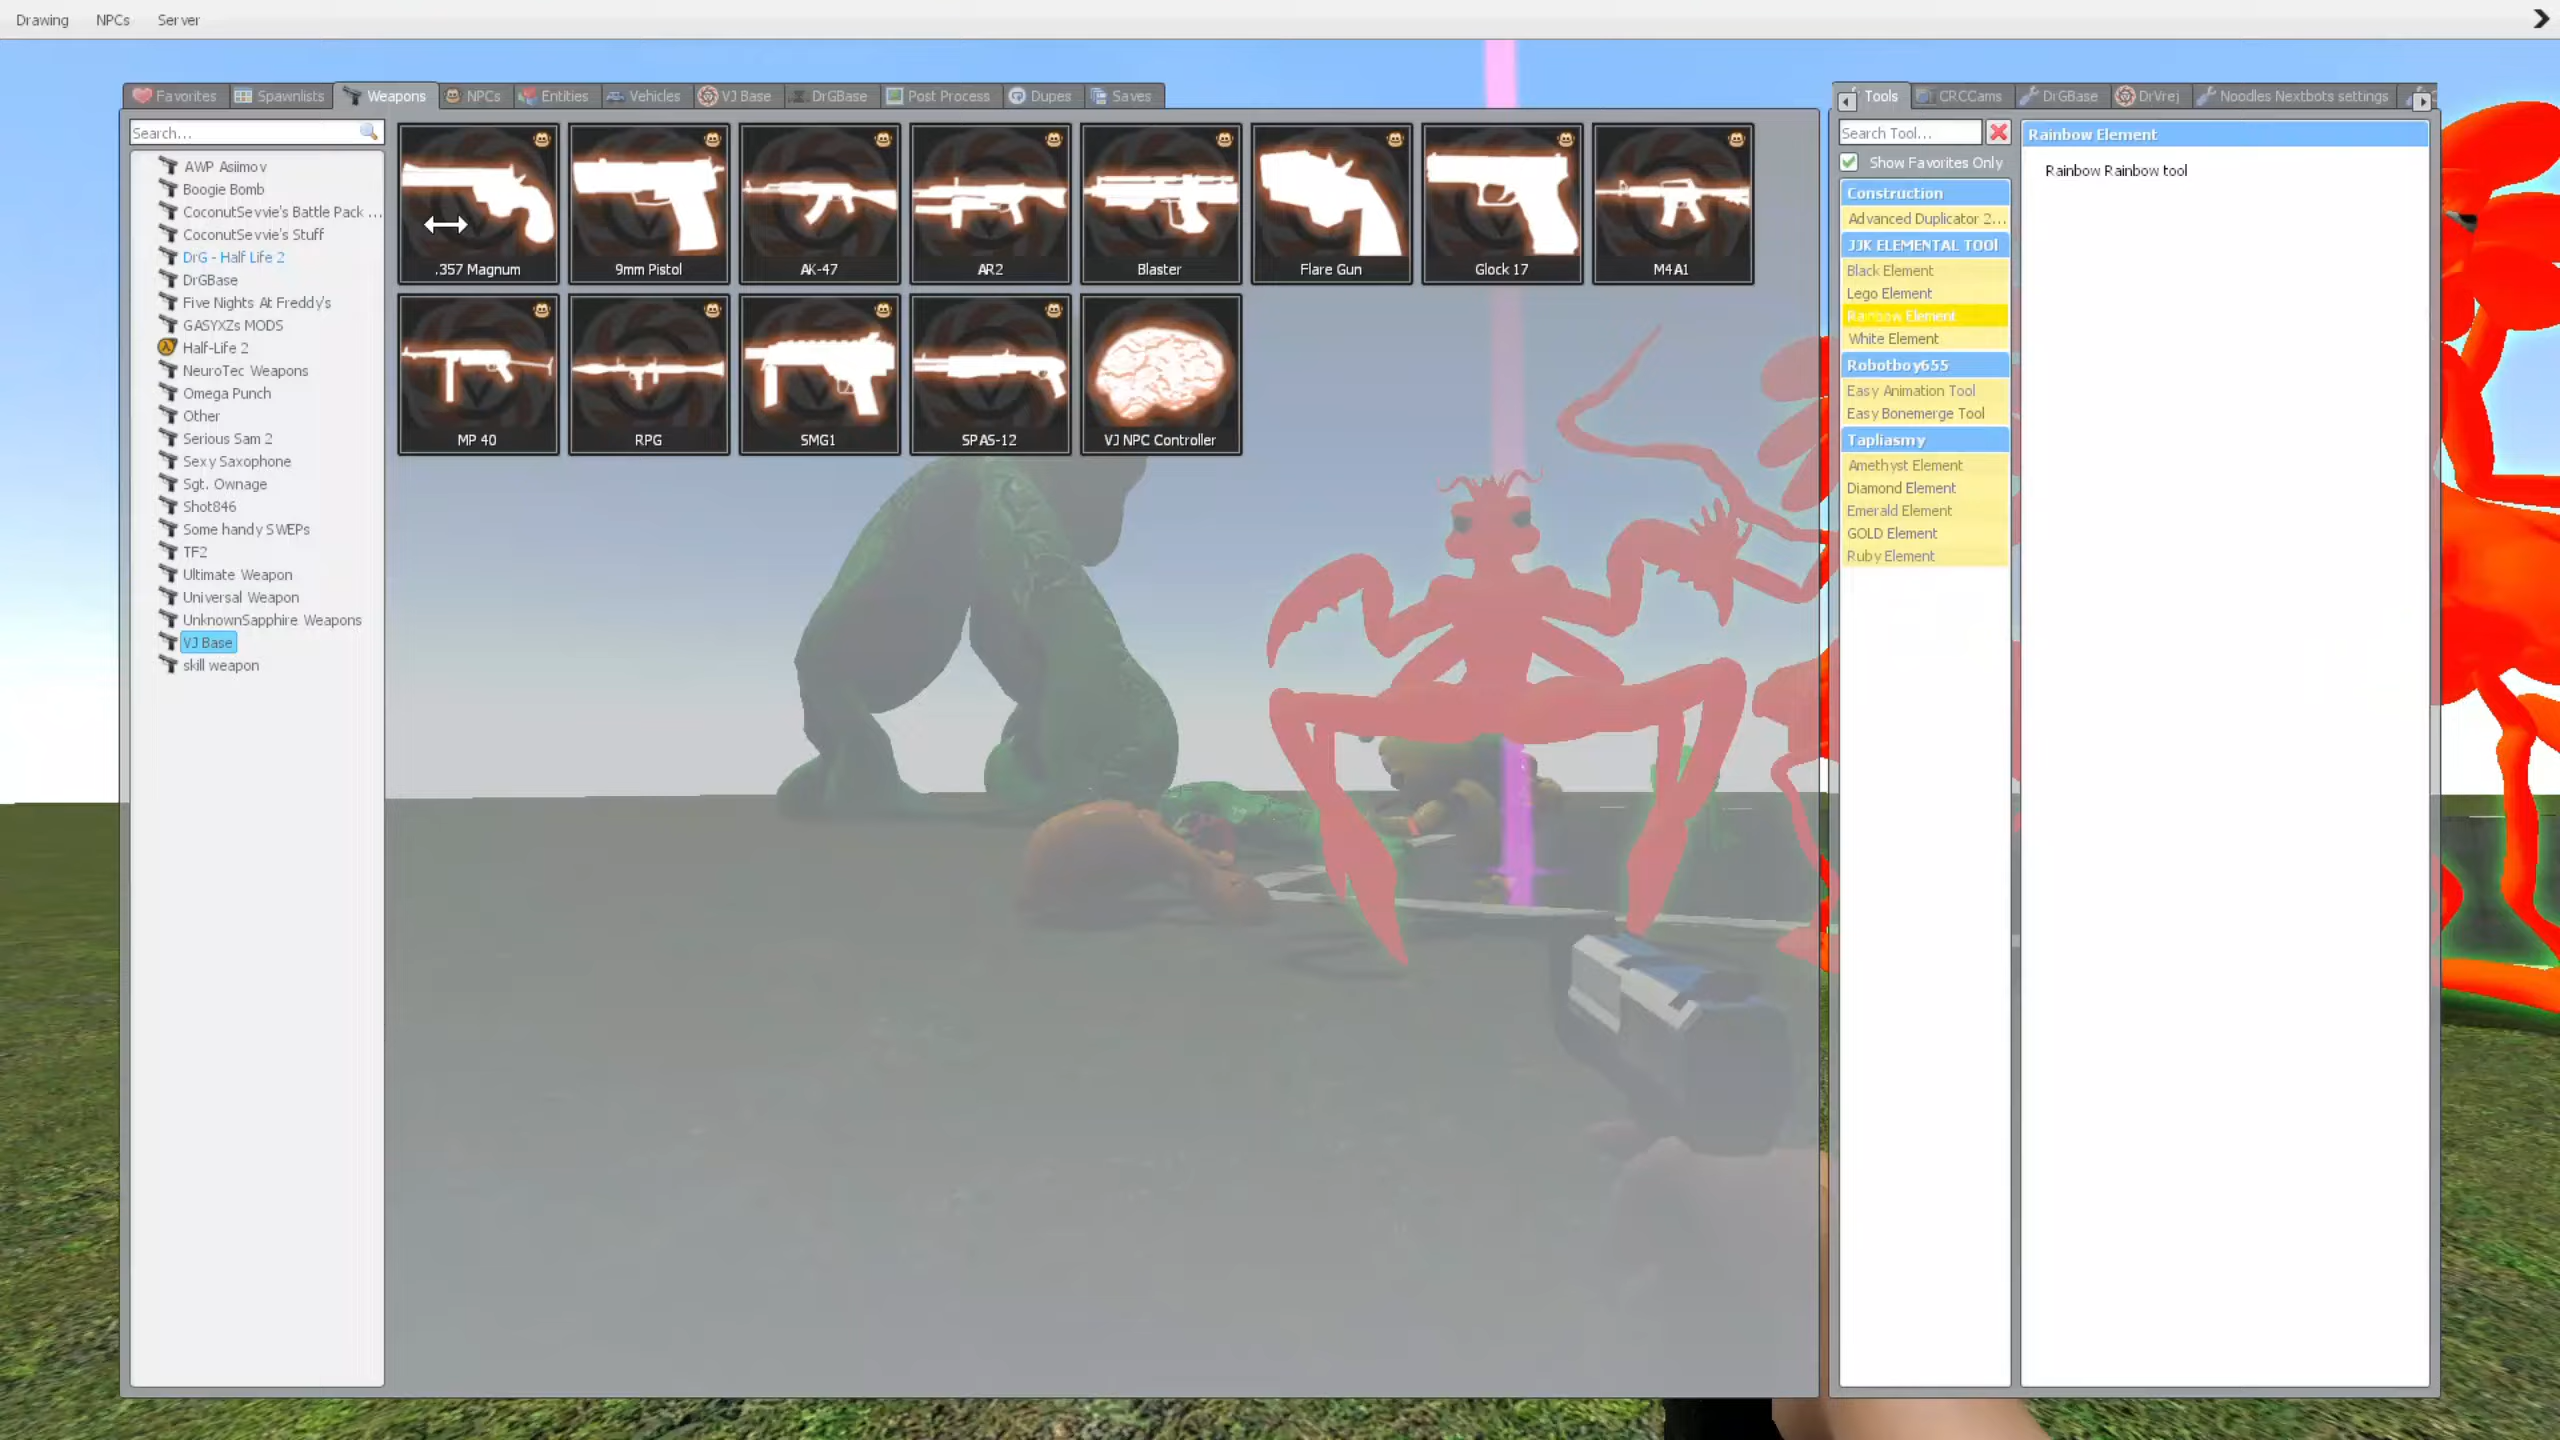 Drawing NPCs Server
Favorites Spawnlists Weapons NPCs Entities Vehicles VJ Base DrGBase Post Process Dupes Saves
Search...
AWP Asiimov
Boogie Bomb
CoconutSevvie's Battle Pack ...
CoconutSevvie's Stuff
DrG - Half Life 2
DrGBase
Five Nights At Freddy's
GASYXZs MODS
Half-Life 2
NeuroTec Weapons
Omega Punch
Other
Serious Sam 2
Sexy Saxophone
Sgt. Ownage
Shot846
Some handy SWEPs
TF2
Ultimate Weapon
Universal Weapon
UnknownSapphire Weapons
VJ Base
skill weapon
.357 Magnum 9mm Pistol AK-47 AR2 Blaster Flare Gun Glock 17 M4A1
MP 40 RPG SMG1 SPAS-12 VJ NPC Controller
Tools CRCCams DrGBase DrVrej Noodles Nextbots settings
Search Tool...
Show Favorites Only
Construction
Advanced Duplicator 2...
JJK ELEMENTAL TOOl
Black Element
Lego Element
Rainbow Element
White Element
Robotboy655
Easy Animation Tool
Easy Bonemerge Tool
Tapliasmy
Amethyst Element
Diamond Element
Emerald Element
GOLD Element
Ruby Element
Rainbow Element
Rainbow Rainbow tool